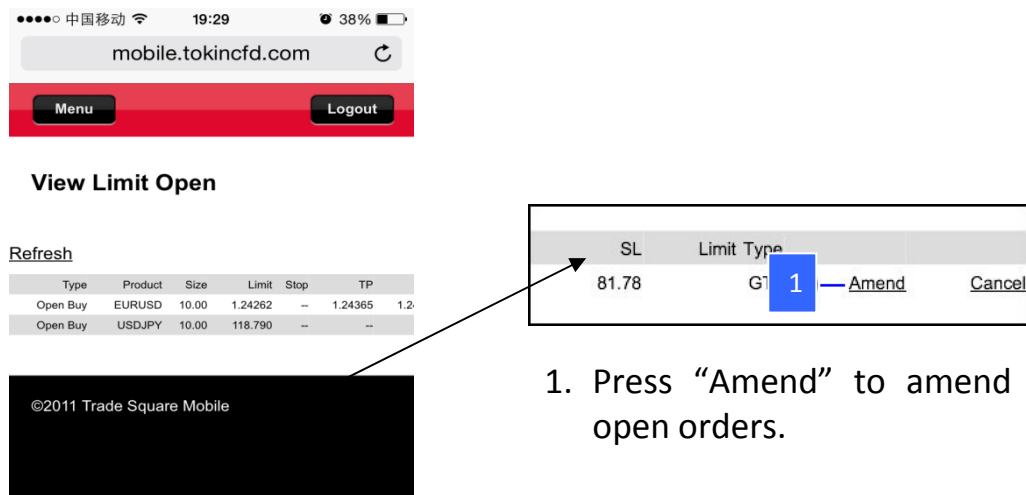 中国移动 19:29 38%
mobile.tokincfd.com
Menu Logout
View Limit Open
Refresh
Type Product Size Limit Stop TP
Open Buy EURUSD 10.00 1.24262 -- 1.24365
Open Buy USDJPY 10.00 118.790 -- --
©2011 Trade Square Mobile
SL Limit Type
81.78 1 Amend Cancel
1. Press “Amend” to amend
open orders.